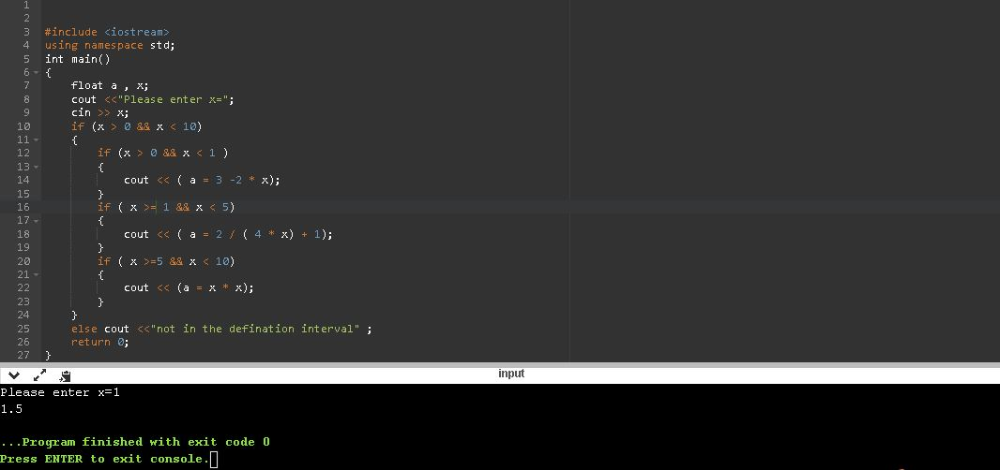 1
2
3 #include <iostream>
4 using namespace std;
5 int main()
6 {
7 float a , x;
8 cout <<"Please enter x=";
9 cin >> x;
10 if (x > 0 && x < 10)
11 {
12 if (x > 0 && x < 1 )
13 {
14 cout << ( a = 3 -2 * x);
15 }
16 if ( x >= 1 && x < 5)
17 {
18 cout << ( a = 2 / ( 4 * x) + 1);
19 }
20 if ( x >=5 && x < 10)
21 {
22 cout << (a = x * x);
23 }
24 }
25 else cout <<"not in the defination interval" ;
26 return 0;
27 }
input
Please enter x=1
1.5
...Program finished with exit code 0
Press ENTER to exit console.